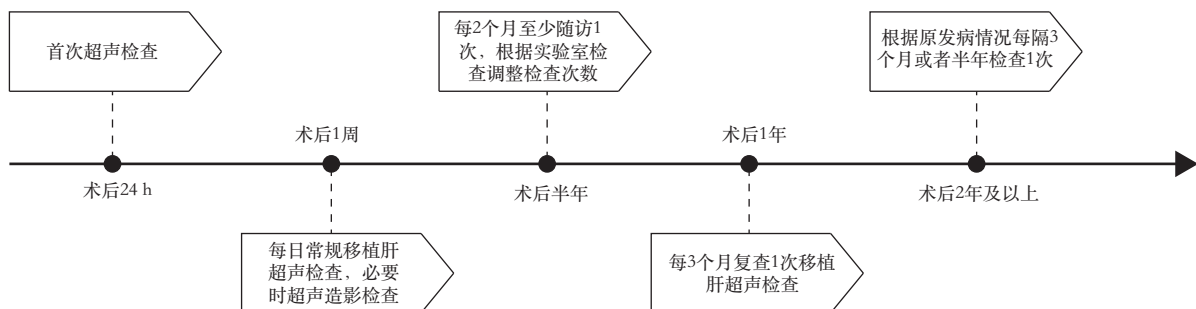 首次超声检查
每2个月至少随访1
次，根据实验室检
查调整检查次数
根据原发病情况每隔3
个月或者半年检查1次
术后1周
术后1年
术后24 h
术后半年
术后2年及以上
每日常规移植肝
超声检查，必要
时超声造影检查
每3个月复查1次移植
肝超声检查